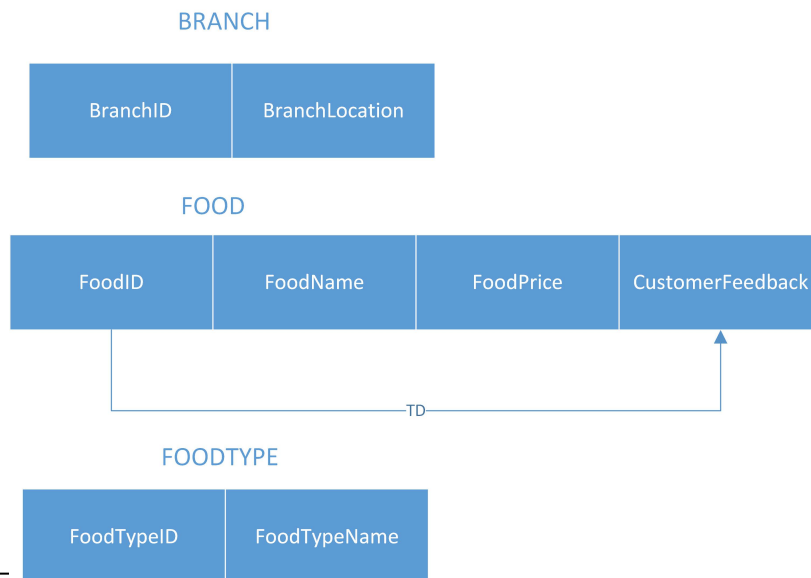 BRANCH
BranchID BranchLocation
FOOD
FoodID FoodName FoodPrice CustomerFeedback
TD
FOODTYPE
FoodTypeID FoodTypeName